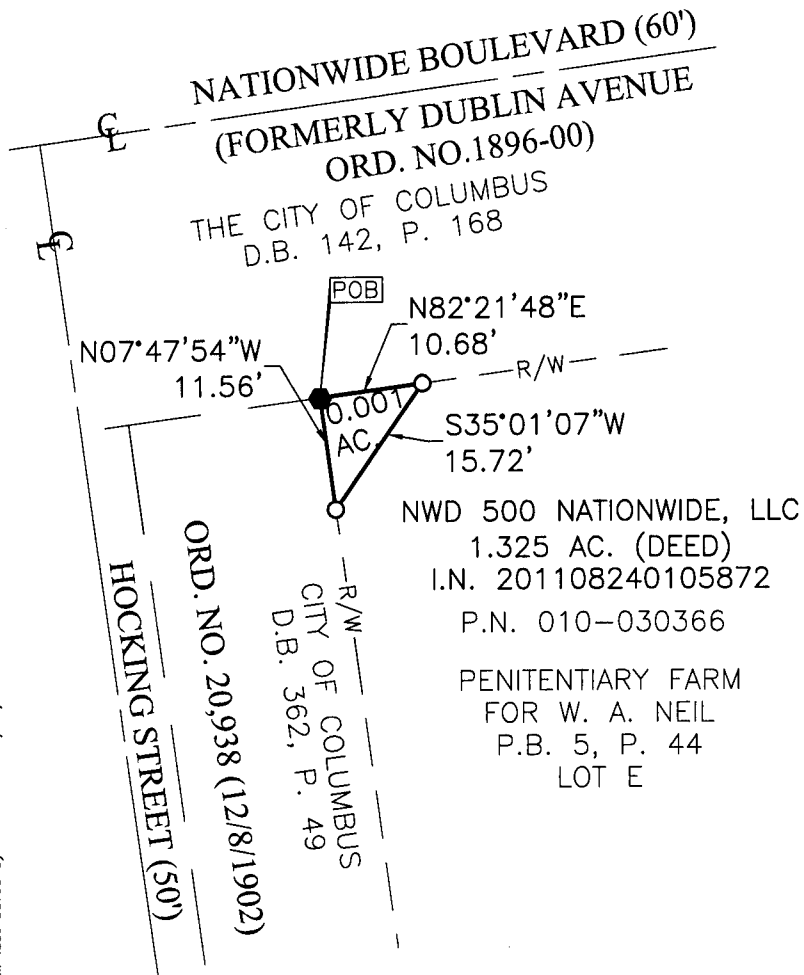 NATIONWIDE BOULEVARD (60')
(FORMERLY DUBLIN AVENUE
ORD. NO.1896-00)
THE CITY OF COLUMBUS
D.B. 142, P. 168
POB
N82°21'48"E
10.68'
N07°47'54"W
11.56'
R/W
0.001
AC.
S35°01'07"W
15.72'
NWD 500 NATIONWIDE, LLC
1.325 AC. (DEED)
I.N. 201108240105872
P.N. 010-030366
PENITENTIARY FARM
FOR W. A. NEIL
P.B. 5, P. 44
LOT E
R/W
CITY OF COLUMBUS
D.B. 362, P. 49
ORD. NO. 20,938 (12/8/1902)
HOCKING STREET (50')
CL
CL